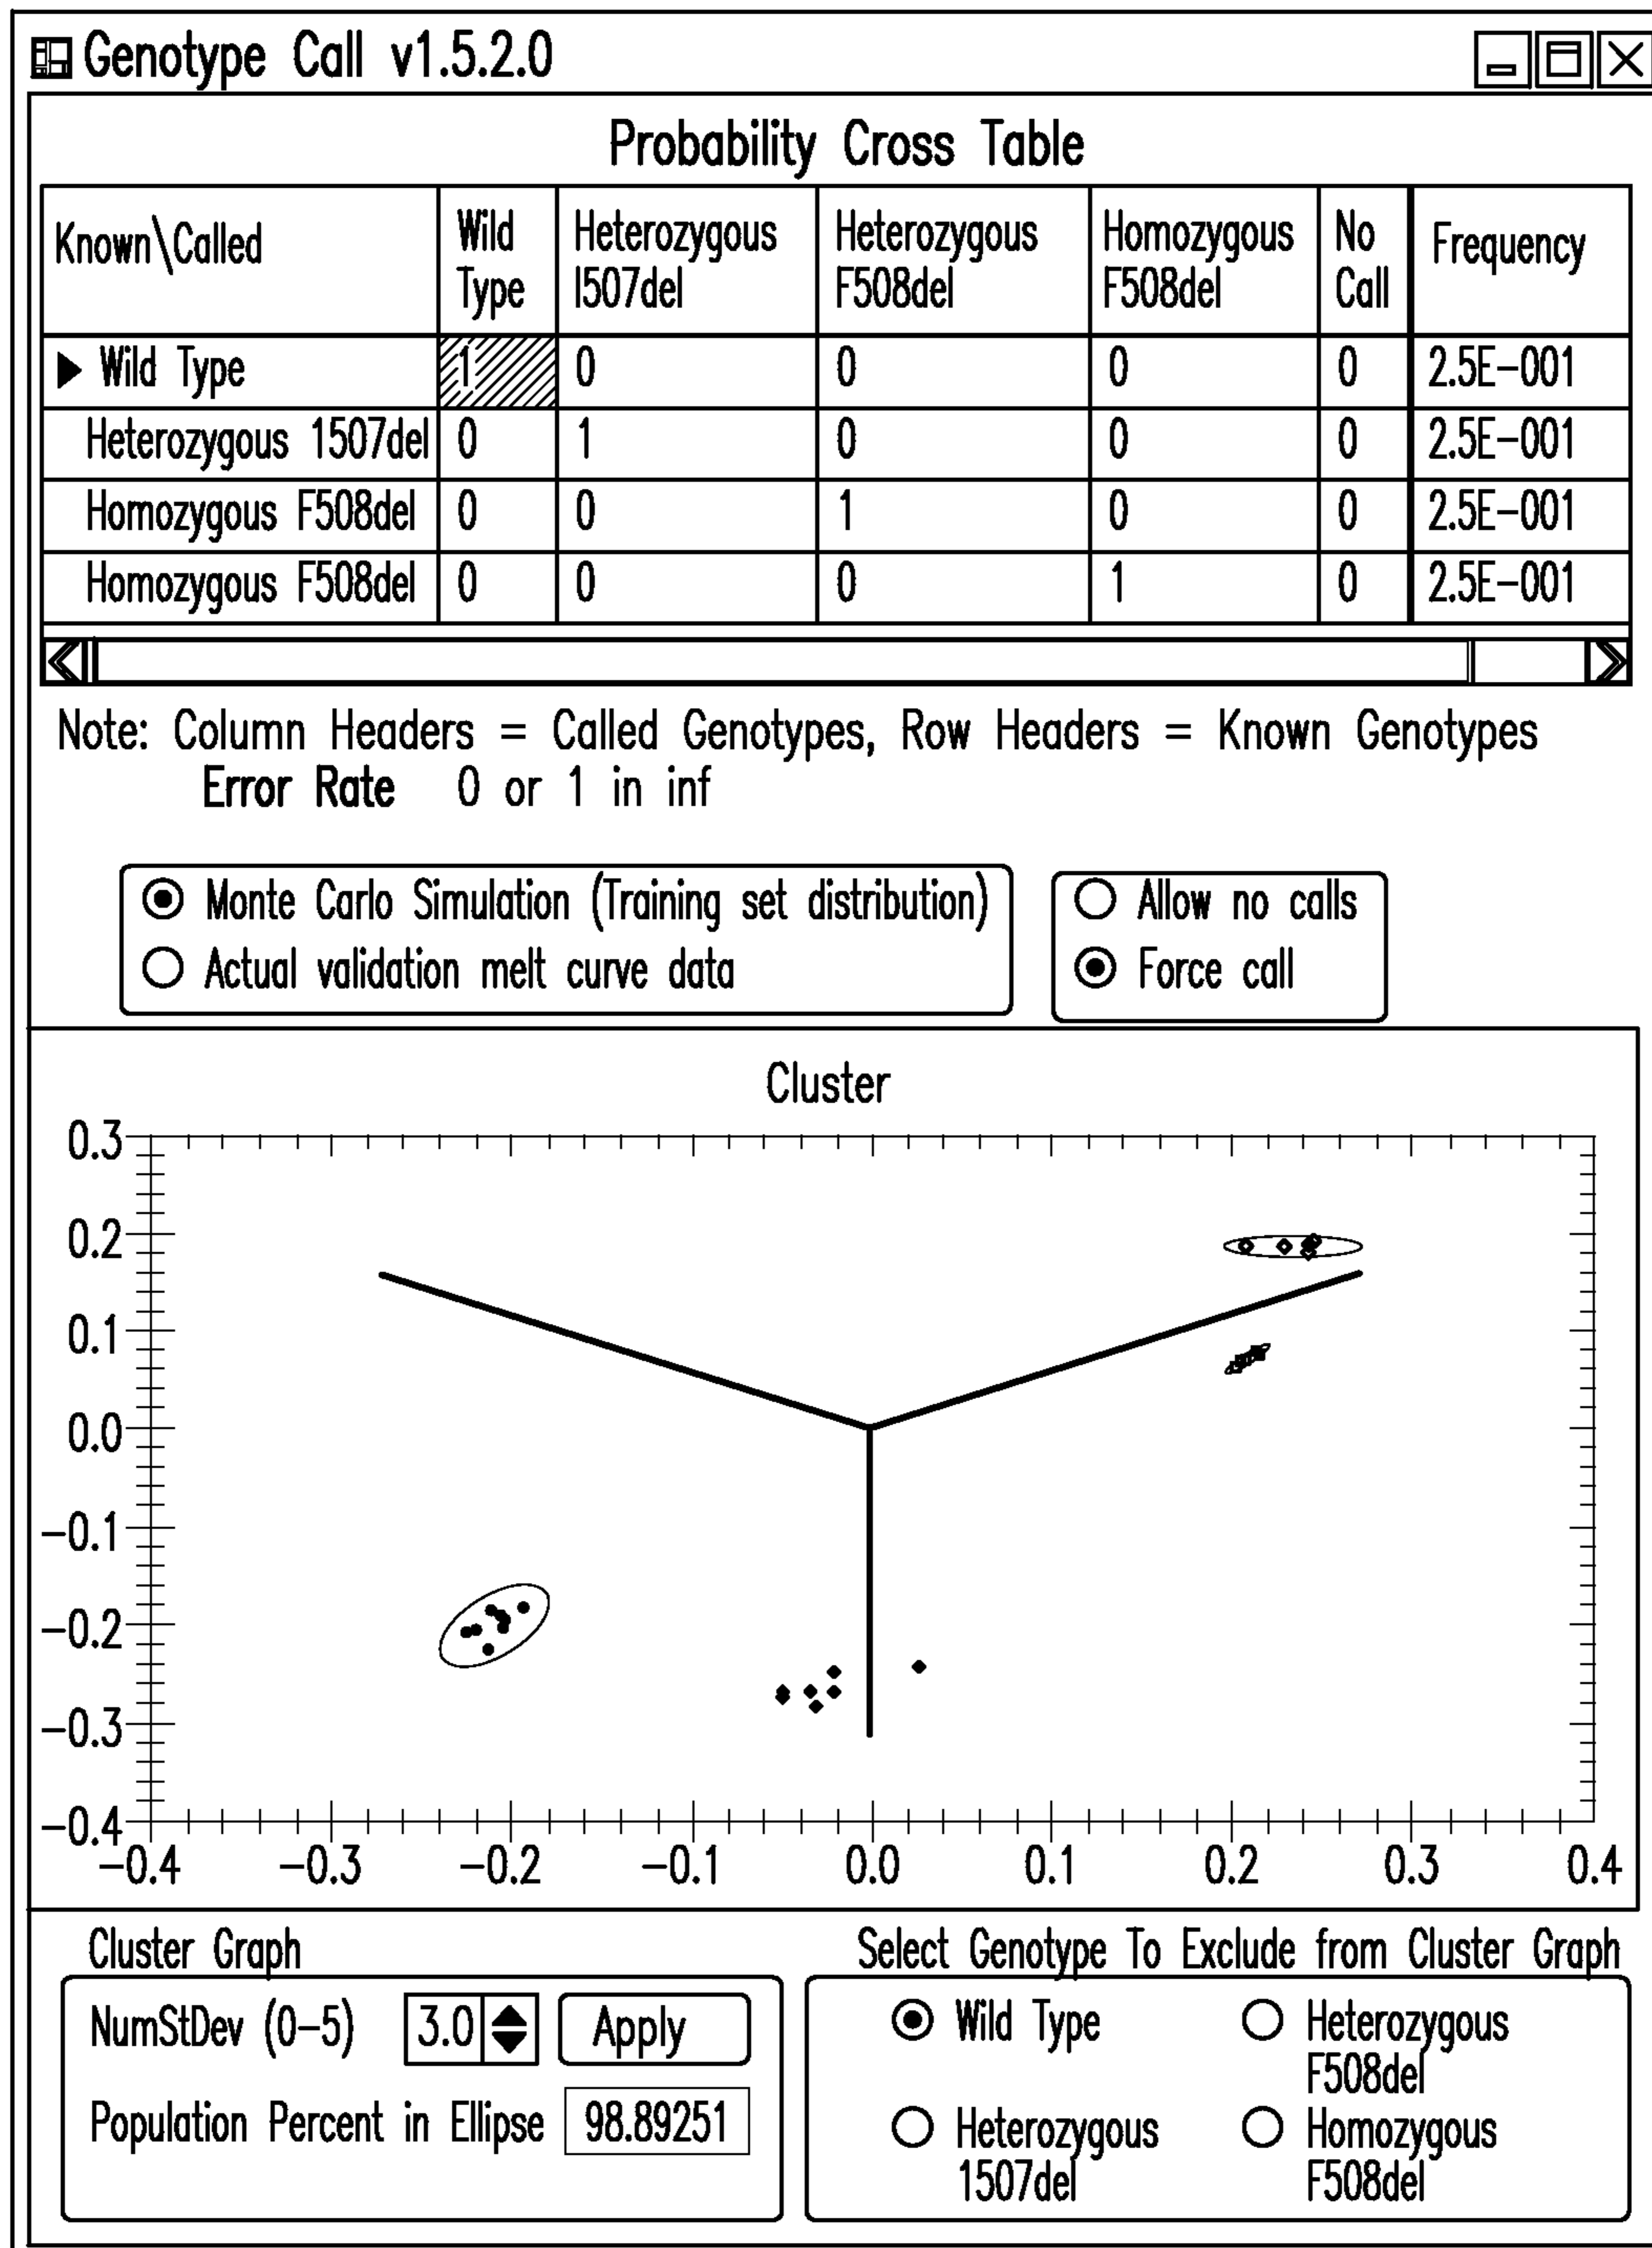 Genotype Call v1.5.2.0
Probability Cross Table
Known\Called Wild Type Heterozygous I507del Heterozygous F508del Homozygous F508del No Call Frequency
Wild Type 1 0 0 0 0 2.5E-001
Heterozygous 1507del 0 1 0 0 0 2.5E-001
Homozygous F508del 0 0 1 0 0 2.5E-001
Homozygous F508del 0 0 0 1 0 2.5E-001
Note: Column Headers = Called Genotypes, Row Headers = Known Genotypes
Error Rate 0 or 1 in inf
Monte Carlo Simulation (Training set distribution)
Actual validation melt curve data
Allow no calls
Force call
Cluster
0.3
0.2
0.1
0.0
-0.1
-0.2
-0.3
-0.4
-0.4 -0.3 -0.2 -0.1 0.0 0.1 0.2 0.3 0.4
Cluster Graph
NumStDev (0-5) 3.0 Apply
Population Percent in Ellipse 98.89251
Select Genotype To Exclude from Cluster Graph
Wild Type
Heterozygous
F508del
Heterozygous
1507del
Homozygous
F508del